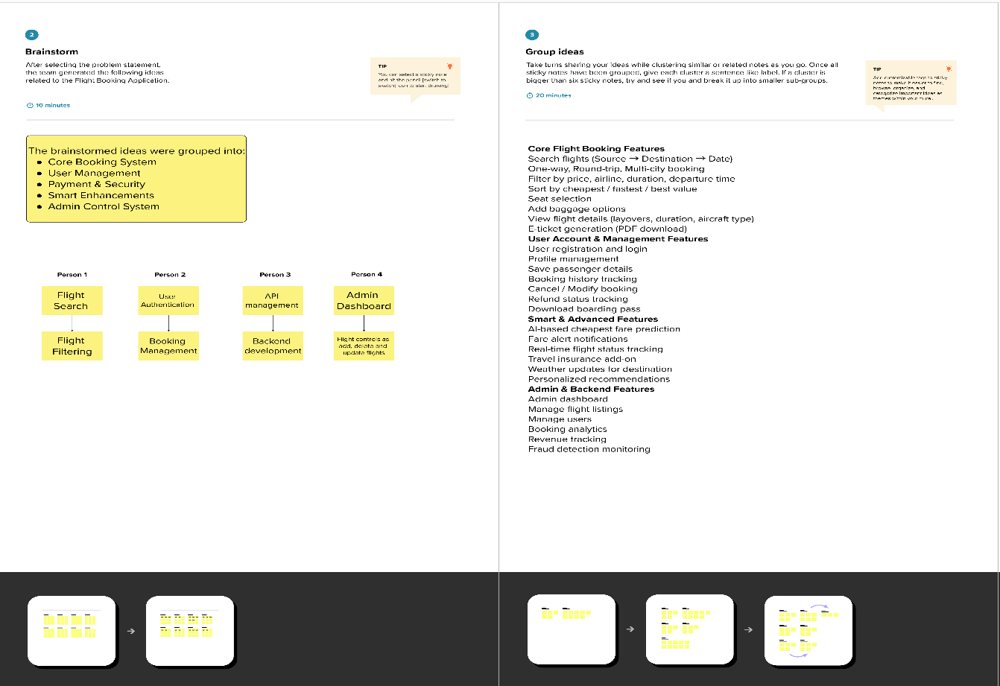 2
Brainstorm
After selecting the problem statement,
the team generated the following ideas
related to the Flight Booking Application.
10 minutes
TIP
You can select a sticky note
and hit the pencil [switch to
sketch] icon to start drawing!
The brainstormed ideas were grouped into:
● Core Booking System
● User Management
● Payment & Security
● Smart Enhancements
● Admin Control System
Person 1
Flight
Search
Flight
Filtering
Person 2
User
Authentication
Booking
Management
Person 3
API
management
Backend
development
Person 4
Admin
Dashboard
Flight controls as
add, delete and
update flights
3
Group ideas
Take turns sharing your ideas while clustering similar or related notes as you go. Once all
sticky notes have been grouped, give each cluster a sentence-like label. If a cluster is
bigger than six sticky notes, try and see if you and break it up into smaller sub-groups.
20 minutes
TIP
Add customizable tags to sticky
notes to make it easier to find,
browse, organize, and
categorize important ideas as
themes within your mural.
Core Flight Booking Features
Search flights (Source → Destination → Date)
One-way, Round-trip, Multi-city booking
Filter by price, airline, duration, departure time
Sort by cheapest / fastest / best value
Seat selection
Add baggage options
View flight details (layovers, duration, aircraft type)
E-ticket generation (PDF download)
User Account & Management Features
User registration and login
Profile management
Save passenger details
Booking history tracking
Cancel / Modify booking
Refund status tracking
Download boarding pass
Smart & Advanced Features
AI-based cheapest fare prediction
Fare alert notifications
Real-time flight status tracking
Travel insurance add-on
Weather updates for destination
Personalized recommendations
Admin & Backend Features
Admin dashboard
Manage flight listings
Manage users
Booking analytics
Revenue tracking
Fraud detection monitoring